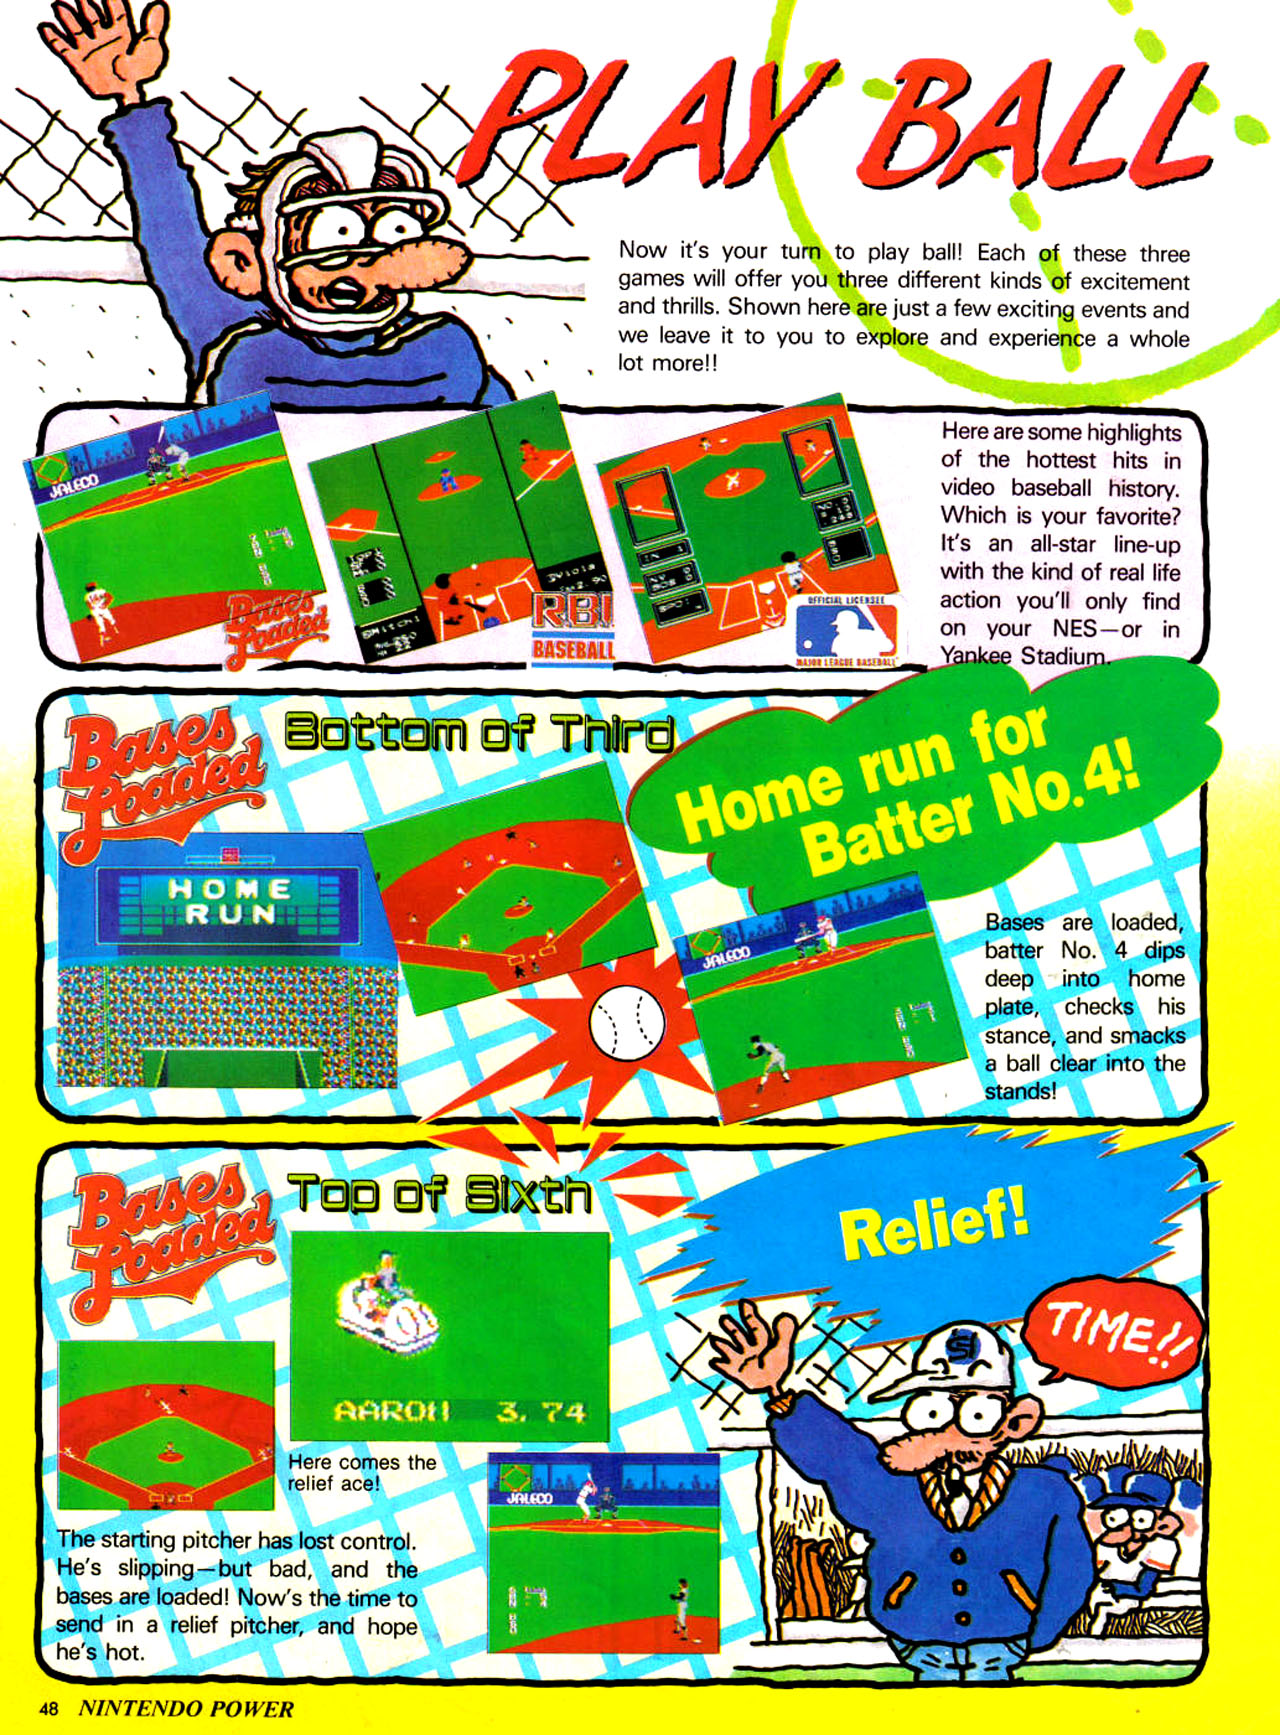 PLAY BALL
Now it's your turn to play ball! Each of these three
games will offer you three different kinds of excitement
and thrills. Shown here are just a few exciting events and
we leave it to you to explore and experience a whole
lot more!!
Here are some highlights
of the hottest hits in
video baseball history.
Which is your favorite?
It's an all-star line-up
with the kind of real life
action you'll only find
on your NES—or in
Yankee Stadium.
JALECO
Bases
Loaded
R.B.I.
BASEBALL
OFFICIAL LICENSEE
MAJOR LEAGUE BASEBALL
Bases
Loaded
Bottom of Third
Home run for
Batter No.4!
HOME
RUN
JALECO
Bases are loaded,
batter No. 4 dips
deep into home
plate, checks his
stance, and smacks
a ball clear into the
stands!
Bases
Loaded
Top of Sixth
Relief!
TIME!!
AARON 3.74
Here comes the
relief ace!
JALECO
The starting pitcher has lost control.
He's slipping—but bad, and the
bases are loaded! Now's the time to
send in a relief pitcher, and hope
he's hot.
48 NINTENDO POWER